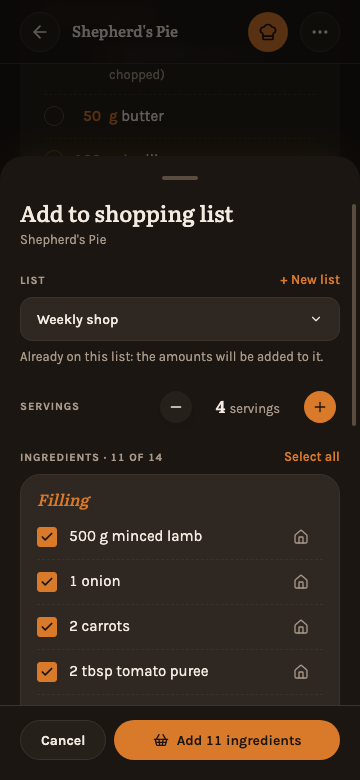 Shepherd's Pie
chopped)
50 g butter
Add to shopping list
Shepherd's Pie
LIST
+ New list
Weekly shop
Already on this list: the amounts will be added to it.
SERVINGS
4 servings
INGREDIENTS · 11 OF 14
Select all
Filling
500 g minced lamb
1 onion
2 carrots
2 tbsp tomato puree
Cancel
Add 11 ingredients